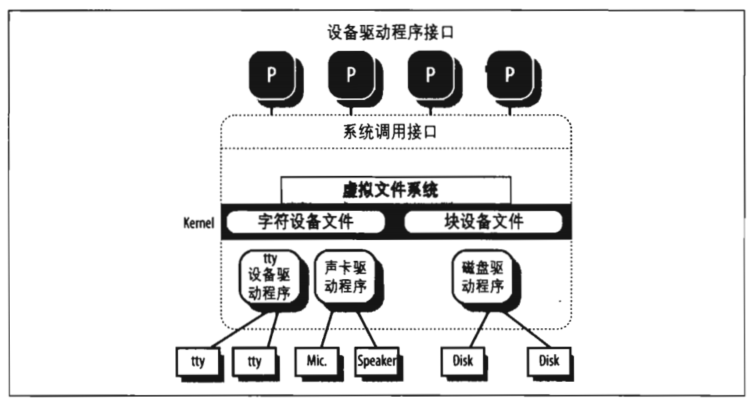 设备驱动程序接口
P P P P
系统调用接口
虚拟文件系统
Kernel 字符设备文件 块设备文件
tty
设备驱
动程序
声卡驱
动程序
磁盘驱
动程序
tty tty Mic. Speaker Disk Disk